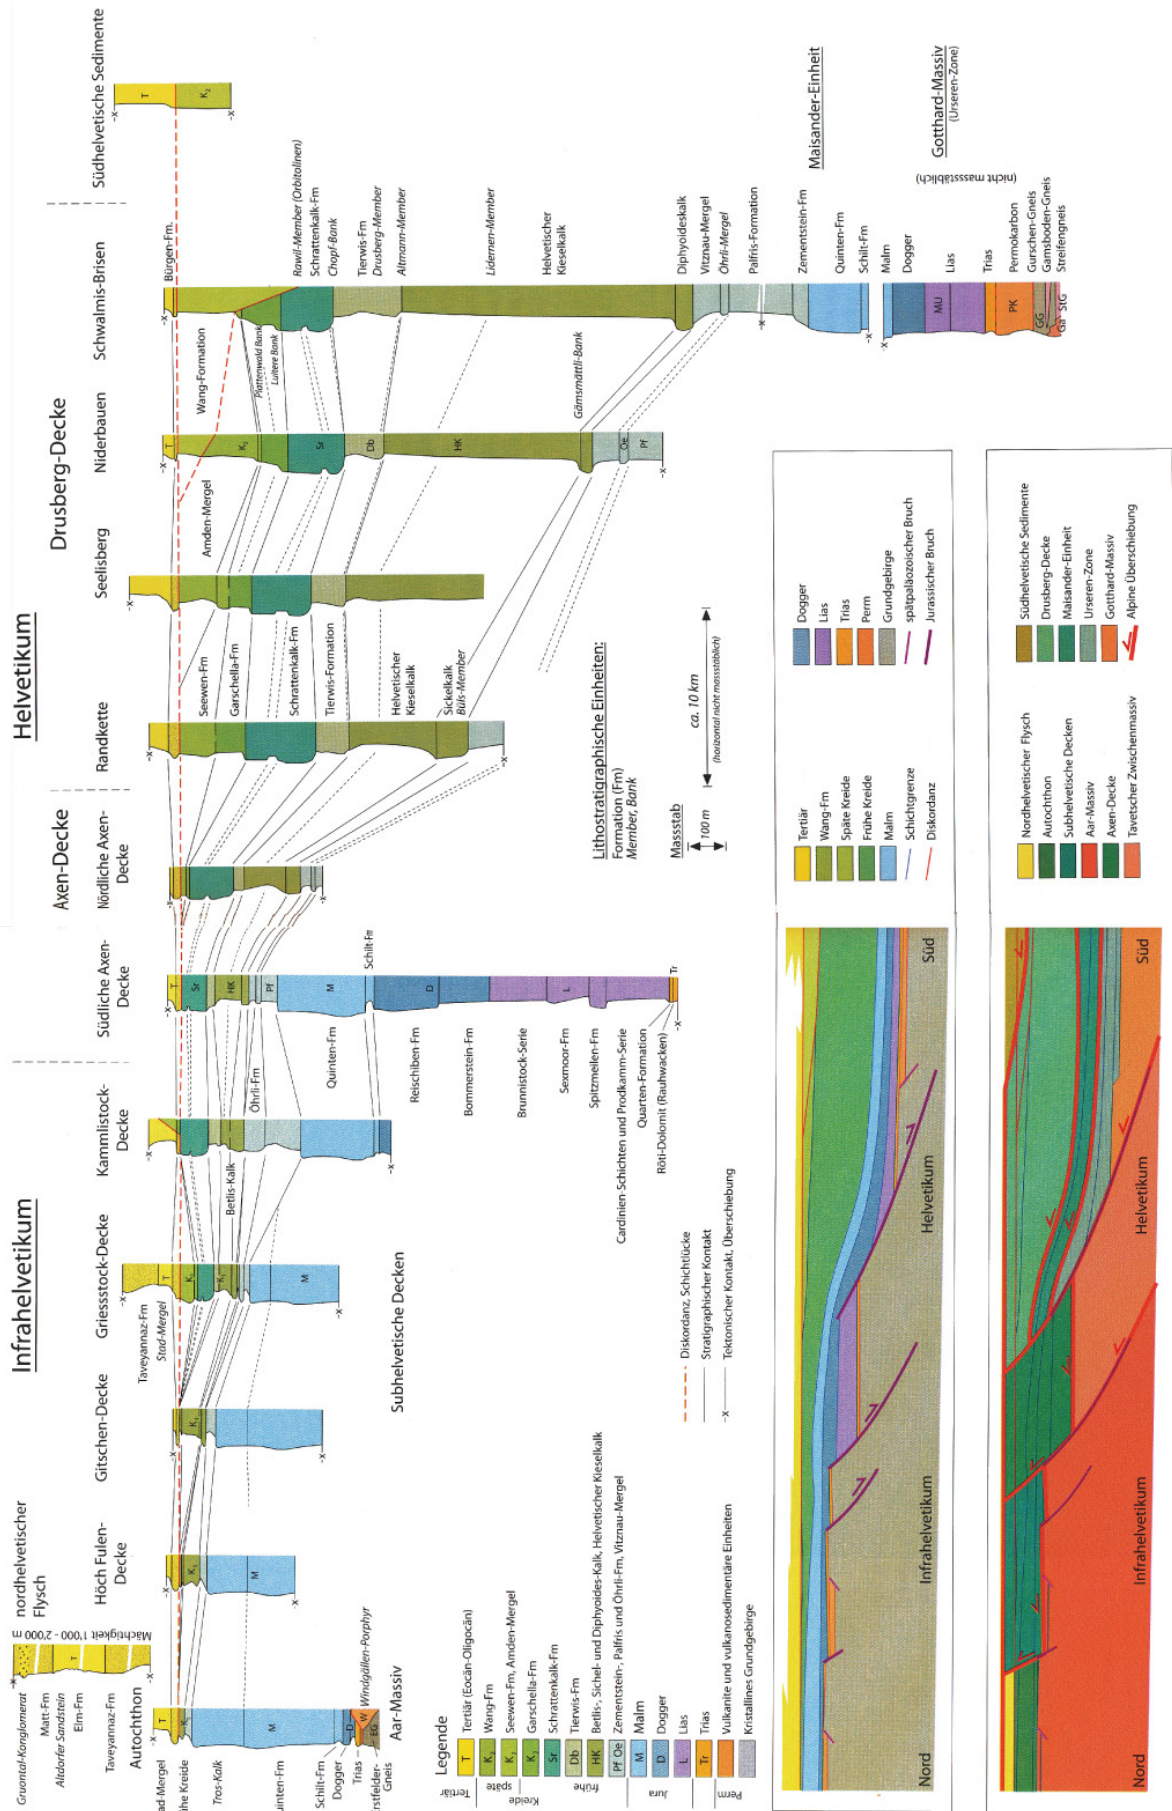 Infrahelvetikum
Helvetikum
nordhelvetischer
Flysch
Autochthon
Höch Fulen-
Decke
Gitschen-Decke
Griessstock-Decke
Kammlistock-
Decke
Südliche Axen-
Decke
Axen-Decke
Nördliche Axen-
Decke
Randkette
Drusberg-Decke
Seelisberg
Niderbauen
Schwalmis-Brisen
Südhelvetische Sedimente
Gruontal-Konglomerat
Matt-Fm
Altdorfer Sandstein
Elm-Fm
Taveyannaz-Fm
Mächtigkeit 1'000 - 2'000 m
Tros-Kalk
Schilt-Fm
Dogger
Trias
Windgällen-Porphyr
Gneis
Aar-Massiv
Taveyannaz-Fm
Stad-Mergel
Subhelvetische Decken
Betlis-Kalk
Öhrli-Fm
Quinten-Fm
Schilt-Fm
Reischiben-Fm
Bommerstein-Fm
Brunnistock-Serie
Sexmoor-Fm
Spitzmeilen-Fm
Cardinien-Schichten und Prodkamm-Serie
Quarten-Formation
Röti-Dolomit (Rauhwacken)
Seewen-Fm
Garschella-Fm
Schrattenkalk-Fm
Tierwis-Formation
Helvetischer
Kieselkalk
Sickelkalk
Büls-Member
Amden-Mergel
Wang-Formation
Plattenwald Bank
Luitere Bank
Gämsmättli-Bank
Bürgen-Fm.
Rawil-Member (Orbitolinen)
Schrattenkalk-Fm
Chopf-Bank
Tierwis-Fm
Drusberg-Member
Altmann-Member
Lidernen-Member
Helvetischer
Kieselkalk
Diphyoideskalk
Vitznau-Mergel
Öhrli-Mergel
Palfris-Formation
Zementstein-Fm
Quinten-Fm
Schilt-Fm
Maisander-Einheit
Malm
Dogger
Lias
Trias
Permokarbon
Gurschen-Gneis
Gamsboden-Gneis
Streifengneis
Gotthard-Massiv
(Urseren-Zone)
(nicht massstäblich)
Legende
Tertiär
Kreide
späte
frühe
Jura
Perm
T Tertiär (Eocän-Oligocän)
Wang-Fm
Seewen-Fm, Amden-Mergel
Garschella-Fm
Sr Schrattenkalk-Fm
Db Tierwis-Fm
HK Betlis-, Sichel- und Diphyoides-Kalk, Helvetischer Kieselkalk
Pf Oe Zementstein-, Palfris und Öhrli-Fm, Vitznau-Mergel
M Malm
D Dogger
L Lias
Tr Trias
Vulkanite und vulkanosedimentäre Einheiten
Kristallines Grundgebirge
Diskordanz, Schichtlücke
Stratigraphischer Kontakt
-x- Tektonischer Kontakt, Überschiebung
Lithostratigraphische Einheiten:
Formation (Fm)
Member, Bank
Massstab
100 m
ca. 10 km
(horizontal nicht massstäblich)
Nord
Infrahelvetikum
Helvetikum
Süd
Tertiär
Wang-Fm
Späte Kreide
Frühe Kreide
Malm
Schichtgrenze
Diskordanz
Dogger
Lias
Trias
Perm
Grundgebirge
spätpaläozoischer Bruch
Jurassischer Bruch
Nord
Infrahelvetikum
Helvetikum
Süd
Nordhelvetischer Flysch
Autochthon
Subhelvetische Decken
Aar-Massiv
Axen-Decke
Tavetscher Zwischenmassiv
Südhelvetische Sedimente
Drusberg-Decke
Maisander-Einheit
Urseren-Zone
Gotthard-Massiv
Alpine Überschiebung